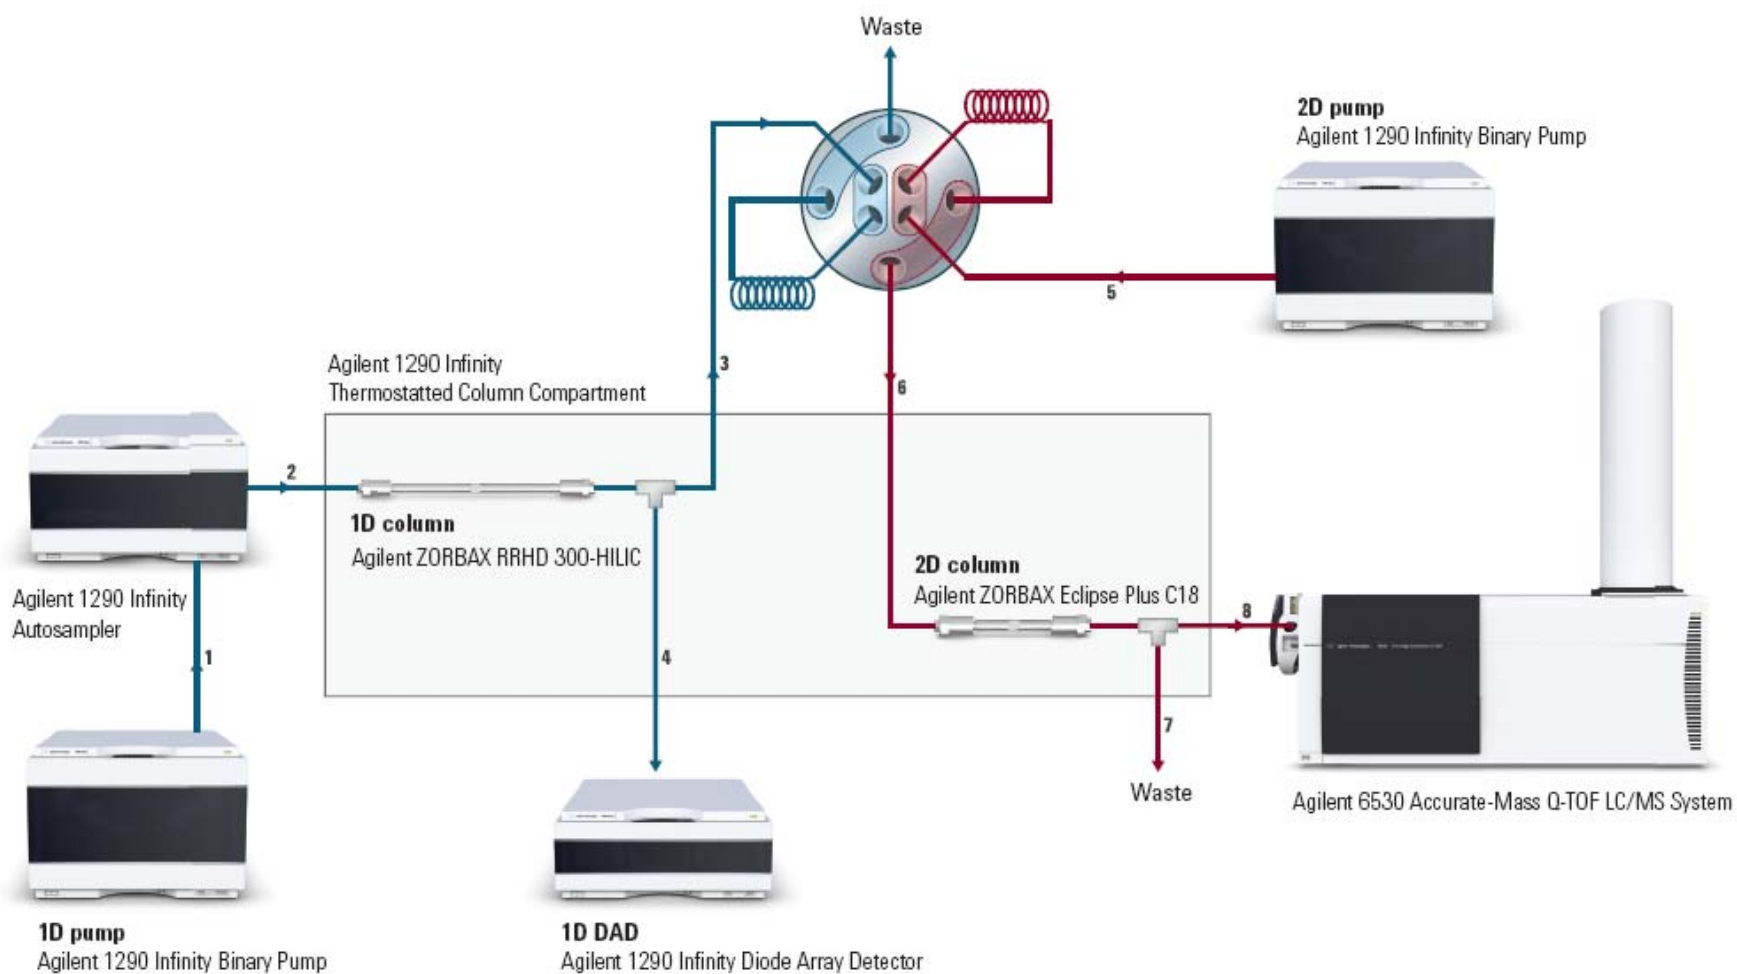 Waste
2D pump
Agilent 1290 Infinity Binary Pump
5
3
Agilent 1290 Infinity
Thermostatted Column Compartment
6
2
1D column
Agilent ZORBAX RRHD 300-HILIC
2D column
Agilent ZORBAX Eclipse Plus C18
8
Agilent 1290 Infinity
Autosampler
1
4
7
Waste
Agilent 6530 Accurate-Mass Q-TOF LC/MS System
1D pump
Agilent 1290 Infinity Binary Pump
1D DAD
Agilent 1290 Infinity Diode Array Detector